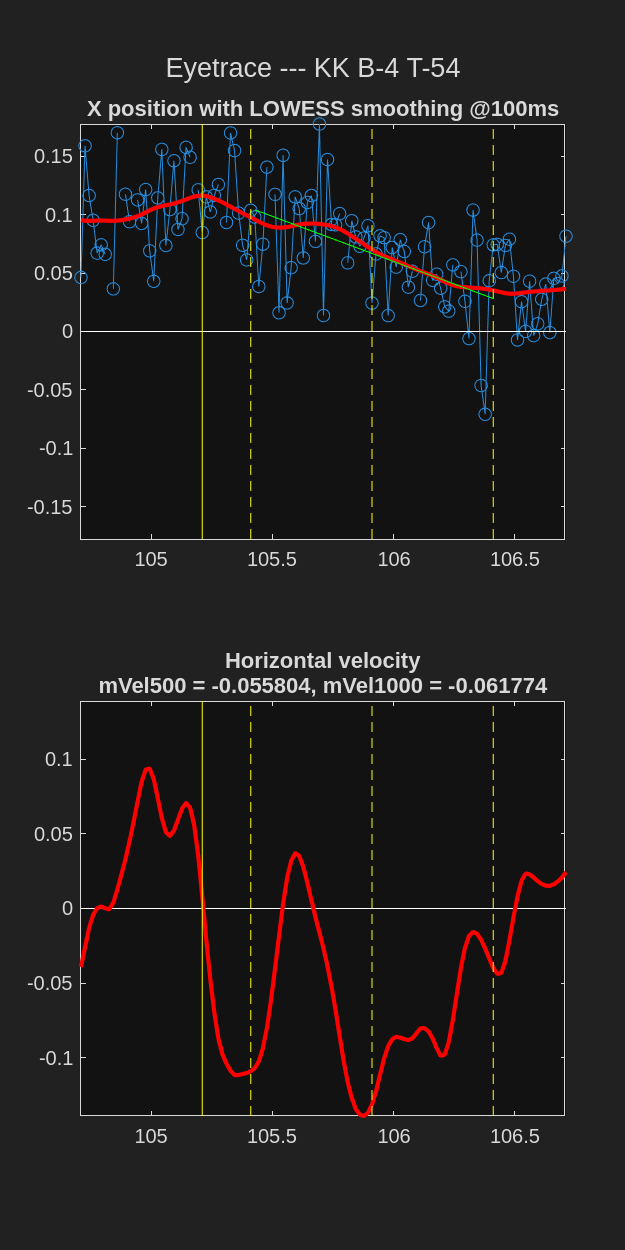 Eyetrace --- KK B-4 T-54
X position with LOWESS smoothing @100ms
0.15
0.1
0.05
0
-0.05
-0.1
-0.15
105 105.5 106 106.5
Horizontal velocity
mVel500 = -0.055804, mVel1000 = -0.061774
0.1
0.05
0
-0.05
-0.1
105 105.5 106 106.5